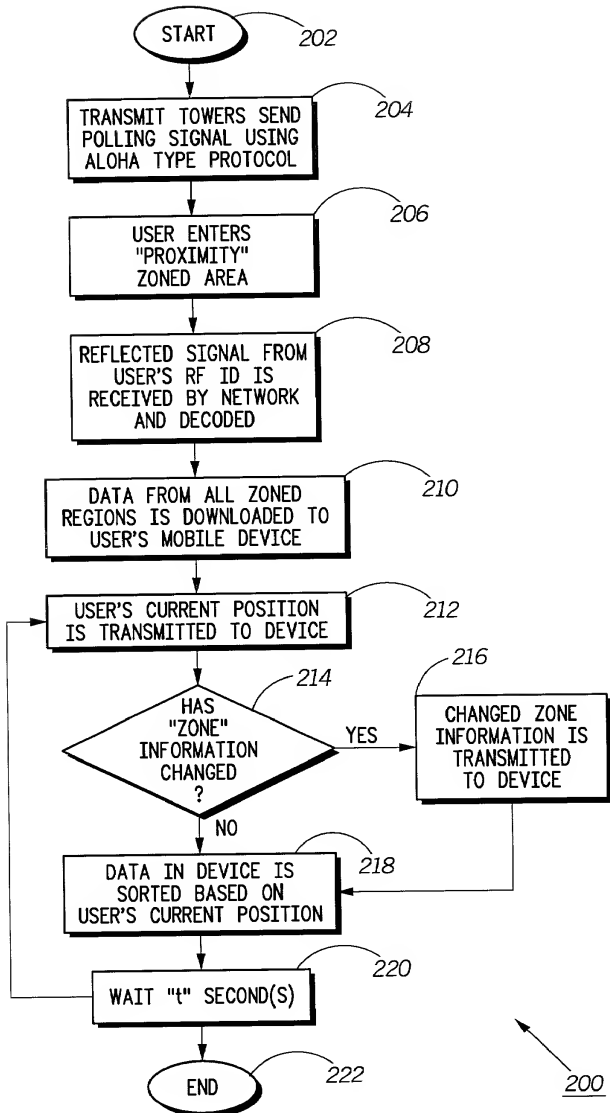 START
202
TRANSMIT TOWERS SEND
POLLING SIGNAL USING
ALOHA TYPE PROTOCOL
204
USER ENTERS
"PROXIMITY"
ZONED AREA
206
REFLECTED SIGNAL FROM
USER'S RF ID IS
RECEIVED BY NETWORK
AND DECODED
208
DATA FROM ALL ZONED
REGIONS IS DOWNLOADED TO
USER'S MOBILE DEVICE
210
USER'S CURRENT POSITION
IS TRANSMITTED TO DEVICE
212
HAS
"ZONE"
INFORMATION
CHANGED
?
214
YES
CHANGED ZONE
INFORMATION IS
TRANSMITTED
TO DEVICE
216
NO
DATA IN DEVICE IS
SORTED BASED ON
USER'S CURRENT POSITION
218
WAIT "t" SECOND(S)
220
END
222
200